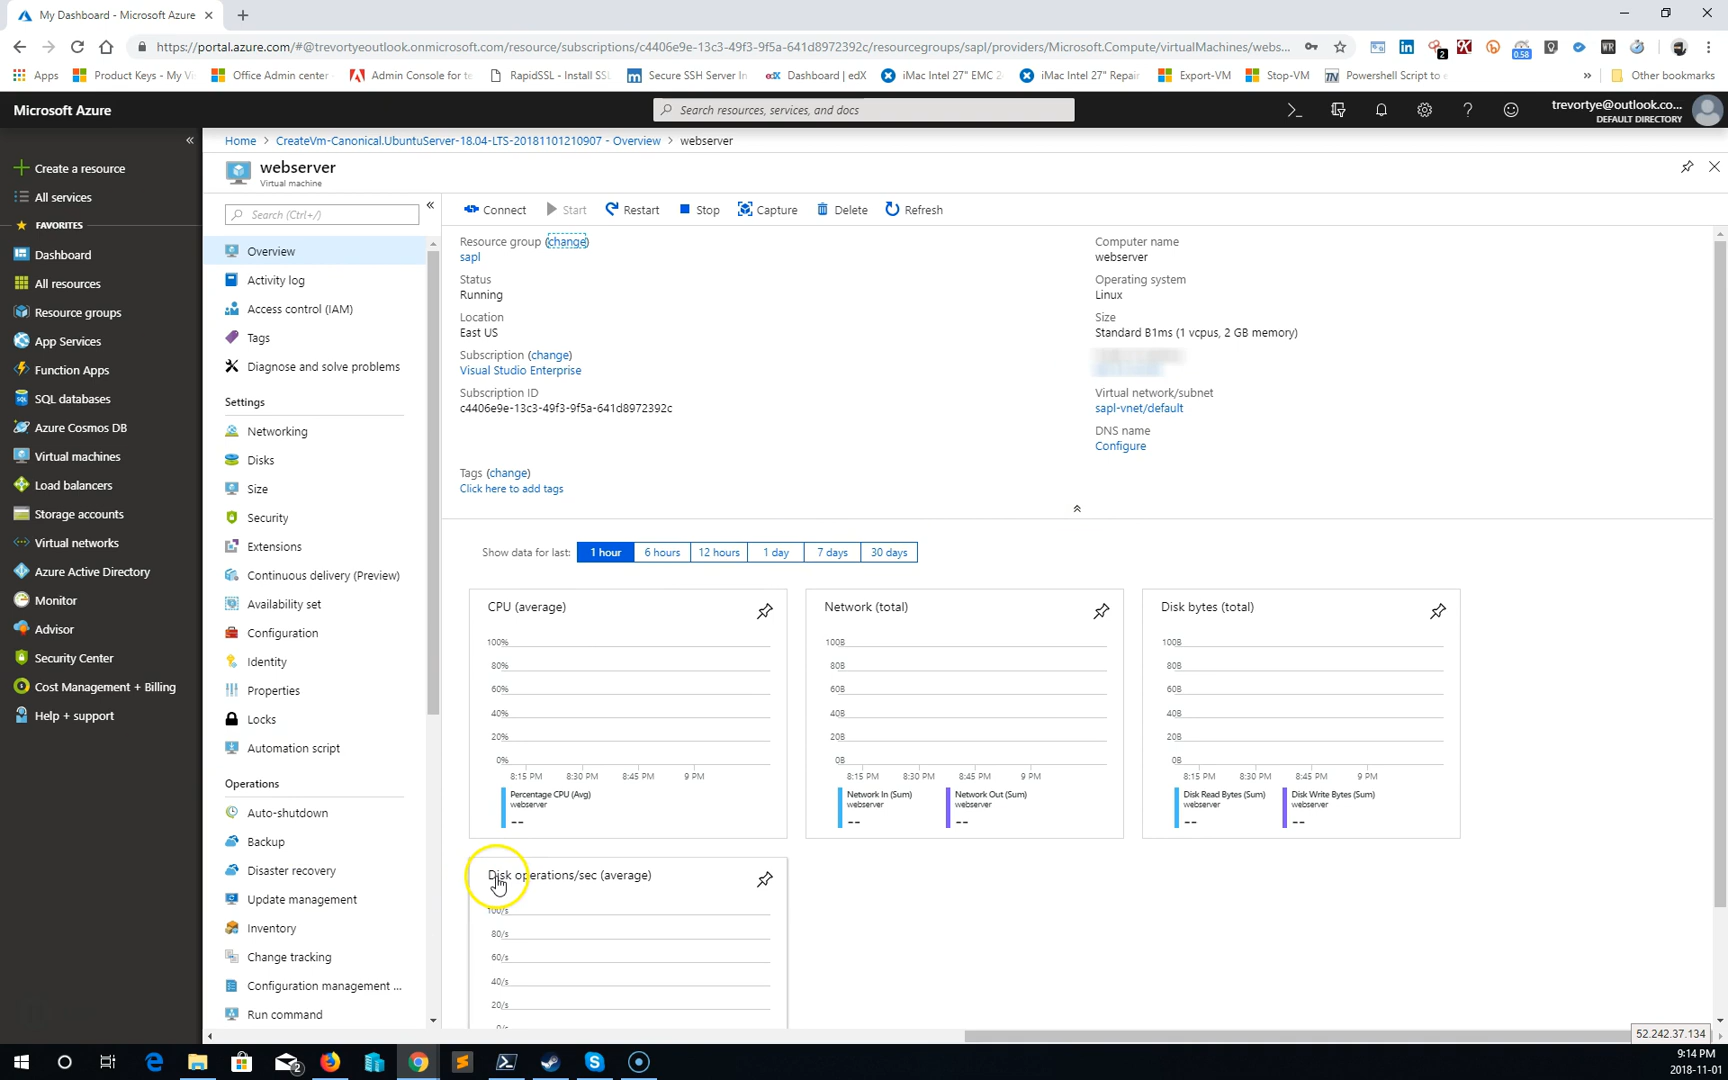 My Dashboard - Microsoft Azure
https://portal.azure.com/#@trevortyeoutlook.onmicrosoft.com/resource/subscriptions/c4406e9e-13c3-49f3-9f5a-641d8972392c/resourcegroups/sapl/providers/Microsoft.Compute/virtualMachines/webs...
2
0.58
Apps
Product Keys - My Vi
Office Admin center
Admin Console for te
RapidSSL - Install SSL
Secure SSH Server In
edX
Dashboard | edX
iMac Intel 27" EMC 2
iMac Intel 27" Repair
Export-VM
Stop-VM
TN
Powershell Script to e
»
Other bookmarks
Microsoft Azure
Search resources, services, and docs
trevortye@outlook.co...
DEFAULT DIRECTORY
Create a resource
All services
FAVORITES
Dashboard
All resources
Resource groups
App Services
Function Apps
SQL databases
Azure Cosmos DB
Virtual machines
Load balancers
Storage accounts
Virtual networks
Azure Active Directory
Monitor
Advisor
Security Center
Cost Management + Billing
Help + support
Home > CreateVm-Canonical.UbuntuServer-18.04-LTS-20181101210907 - Overview > webserver
webserver
Virtual machine
Search (Ctrl+/)
Overview
Activity log
Access control (IAM)
Tags
Diagnose and solve problems
Settings
Networking
Disks
Size
Security
Extensions
Continuous delivery (Preview)
Availability set
Configuration
Identity
Properties
Locks
Automation script
Operations
Auto-shutdown
Backup
Disaster recovery
Update management
Inventory
Change tracking
Configuration management ...
Run command
Connect
Start
Restart
Stop
Capture
Delete
Refresh
Resource group (change)
sapl
Status
Running
Location
East US
Subscription (change)
Visual Studio Enterprise
Subscription ID
c4406e9e-13c3-49f3-9f5a-641d8972392c
Tags (change)
Click here to add tags
Computer name
webserver
Operating system
Linux
Size
Standard B1ms (1 vcpus, 2 GB memory)
Virtual network/subnet
sapl-vnet/default
DNS name
Configure
Show data for last:
1 hour
6 hours
12 hours
1 day
7 days
30 days
CPU (average)
100%
80%
60%
40%
20%
0%
8:15 PM
8:30 PM
8:45 PM
9 PM
Percentage CPU (Avg)
webserver
--
Network (total)
100B
80B
60B
40B
20B
0B
8:15 PM
8:30 PM
8:45 PM
9 PM
Network In (Sum)
webserver
--
Network Out (Sum)
webserver
--
Disk bytes (total)
100B
80B
60B
40B
20B
0B
8:15 PM
8:30 PM
8:45 PM
9 PM
Disk Read Bytes (Sum)
webserver
--
Disk Write Bytes (Sum)
webserver
--
Disk operations/sec (average)
100/s
80/s
60/s
40/s
20/s
0/s
52.242.37.134
2
9:14 PM
2018-11-01